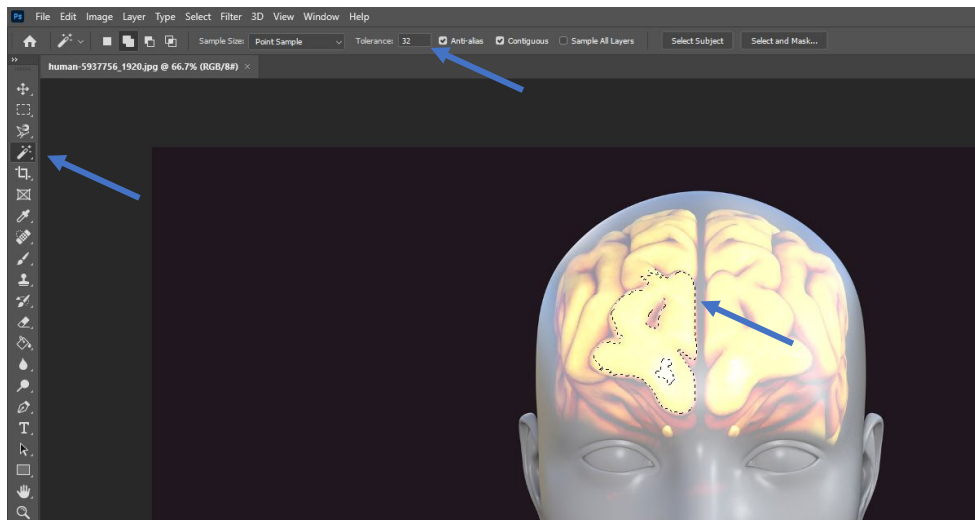 Ps File Edit Image Layer Type Select Filter 3D View Window Help
Sample Size: Point Sample Tolerance: 32 Anti-alias Contiguous Sample All Layers Select Subject Select and Mask...
human-5937756_1920.jpg @ 66.7% (RGB/8#) ×
T